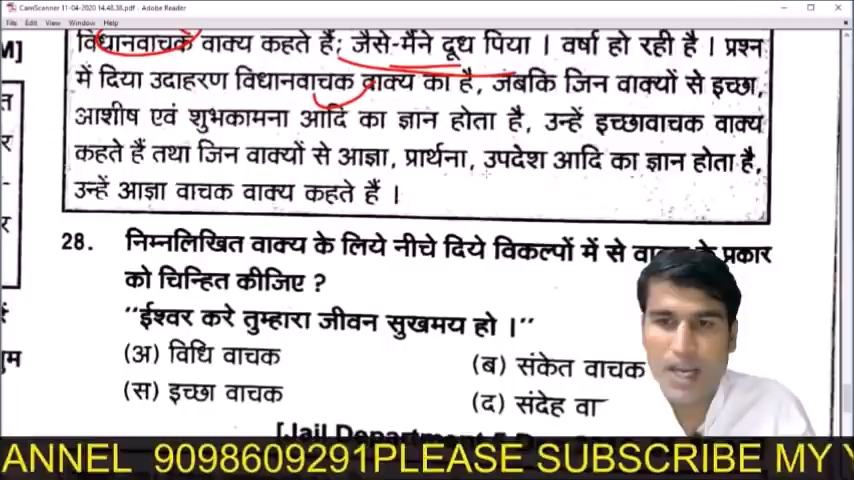 CamScanner 11-04-2020 14.48.38.pdf - Adobe Reader
File Edit View Window Help
विधानवाचक वाक्य कहते हैं; जैसे-मैंने दूध पिया । वर्षा हो रही है । प्रश्न
में दिया उदाहरण विधानवाचक वाक्य का है, जबकि जिन वाक्यों से इच्छा,
आशीष एवं शुभकामना आदि का ज्ञान होता है, उन्हें इच्छावाचक वाक्य
कहते हैं तथा जिन वाक्यों से आज्ञा, प्रार्थना, उपदेश आदि का ज्ञान होता है,
उन्हें आज्ञा वाचक वाक्य कहते हैं ।
28. निम्नलिखित वाक्य के लिये नीचे दिये विकल्पों में से के प्रकार
को चिन्हित कीजिए ?
"ईश्वर करे तुम्हारा जीवन सुखमय हो ।"
(अ) विधि वाचक (ब) संकेत वाचक
(स) इच्छा वाचक (द) संदेह वा
[Jail Department
ANNEL 9098609291PLEASE SUBSCRIBE MY Y